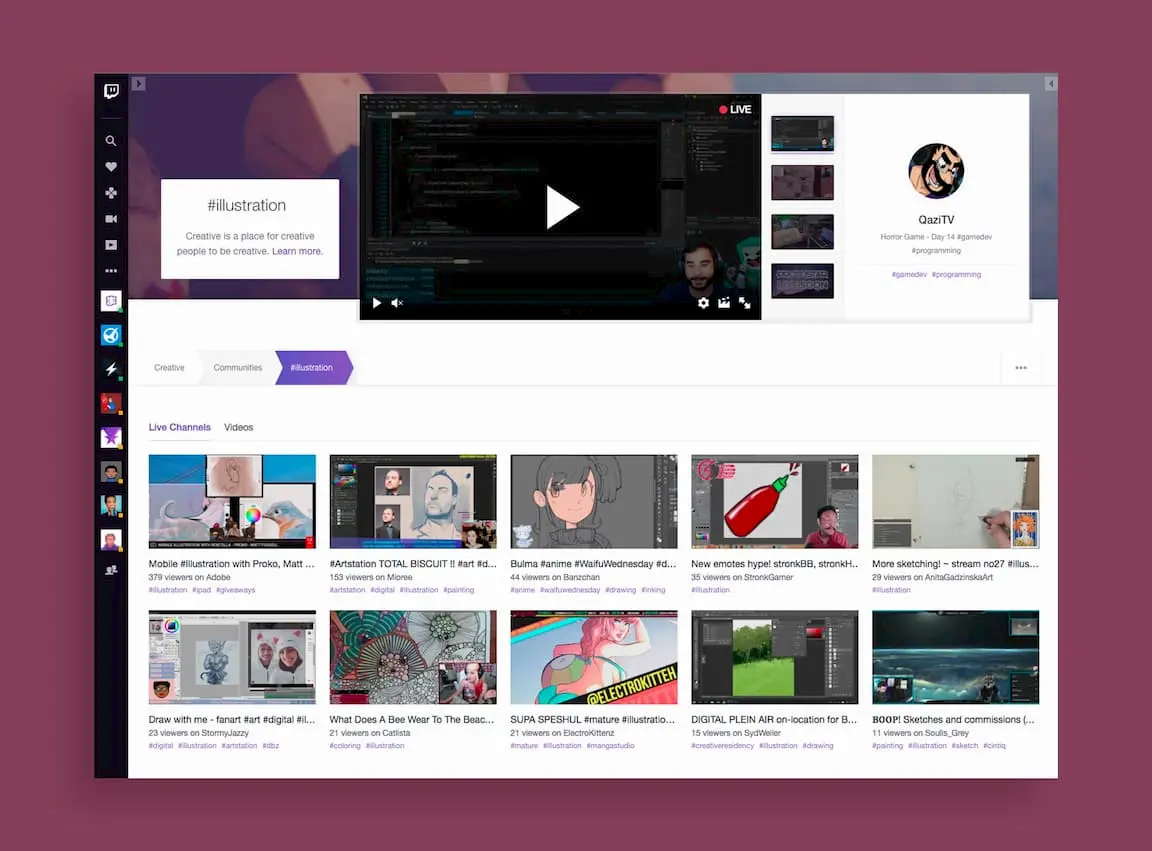 LIVE
#illustration
Creative is a place for creative
people to be creative. Learn more.
QaziTV
Horror Game - Day 14 #gamedev
#programming
#gamedev #programming
Creative
Communities
#illustration
Live Channels
Videos
Mobile #Illustration with Proko, Matt ...
379 viewers on Adobe
#illustration #ipad #giveaways
#Artstation TOTAL BISCUIT !! #art #d...
153 viewers on Mioree
#artstation #digital #illustration #painting
Bulma #anime #WaifuWednesday #d...
44 viewers on Banzchan
#anime #waifuwednesday #drawing #inking
New emotes hype! stronkBB, stronkH...
35 viewers on StronkGamer
#illustration
More sketching! ~ stream no27 #illus...
29 viewers on AnitaGadzinskaArt
#illustration
@ELECTROKITTEH
Draw with me - fanart #art #digital #il...
23 viewers on StormyJazzy
#digital #illustration #artstation #dbz
What Does A Bee Wear To The Beac...
21 viewers on Catlista
#coloring #illustration
SUPA SPESHUL #mature #illustratio...
21 viewers on ElectroKittenz
#mature #illustration #mangastudio
DIGITAL PLEIN AIR on-location for B...
15 viewers on SydWeiler
#creativeresidency #illustration #drawing
BOOP! Sketches and commissions (...
11 viewers on Soulis_Grey
#painting #illustration #sketch #cintiq